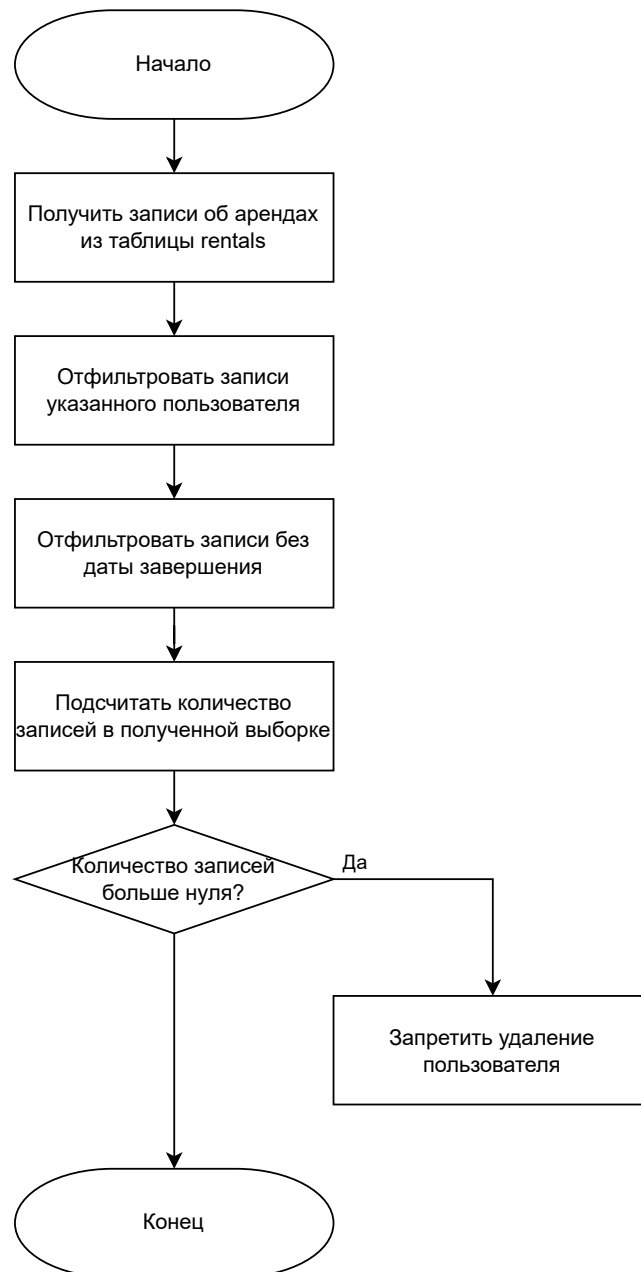 Начало
Получить записи об арендах
из таблицы rentals
Отфильтровать записи
указанного пользователя
Отфильтровать записи без
даты завершения
Подсчитать количество
записей в полученной выборке
Количество записей
больше нуля?
Да
Запретить удаление
пользователя
Конец